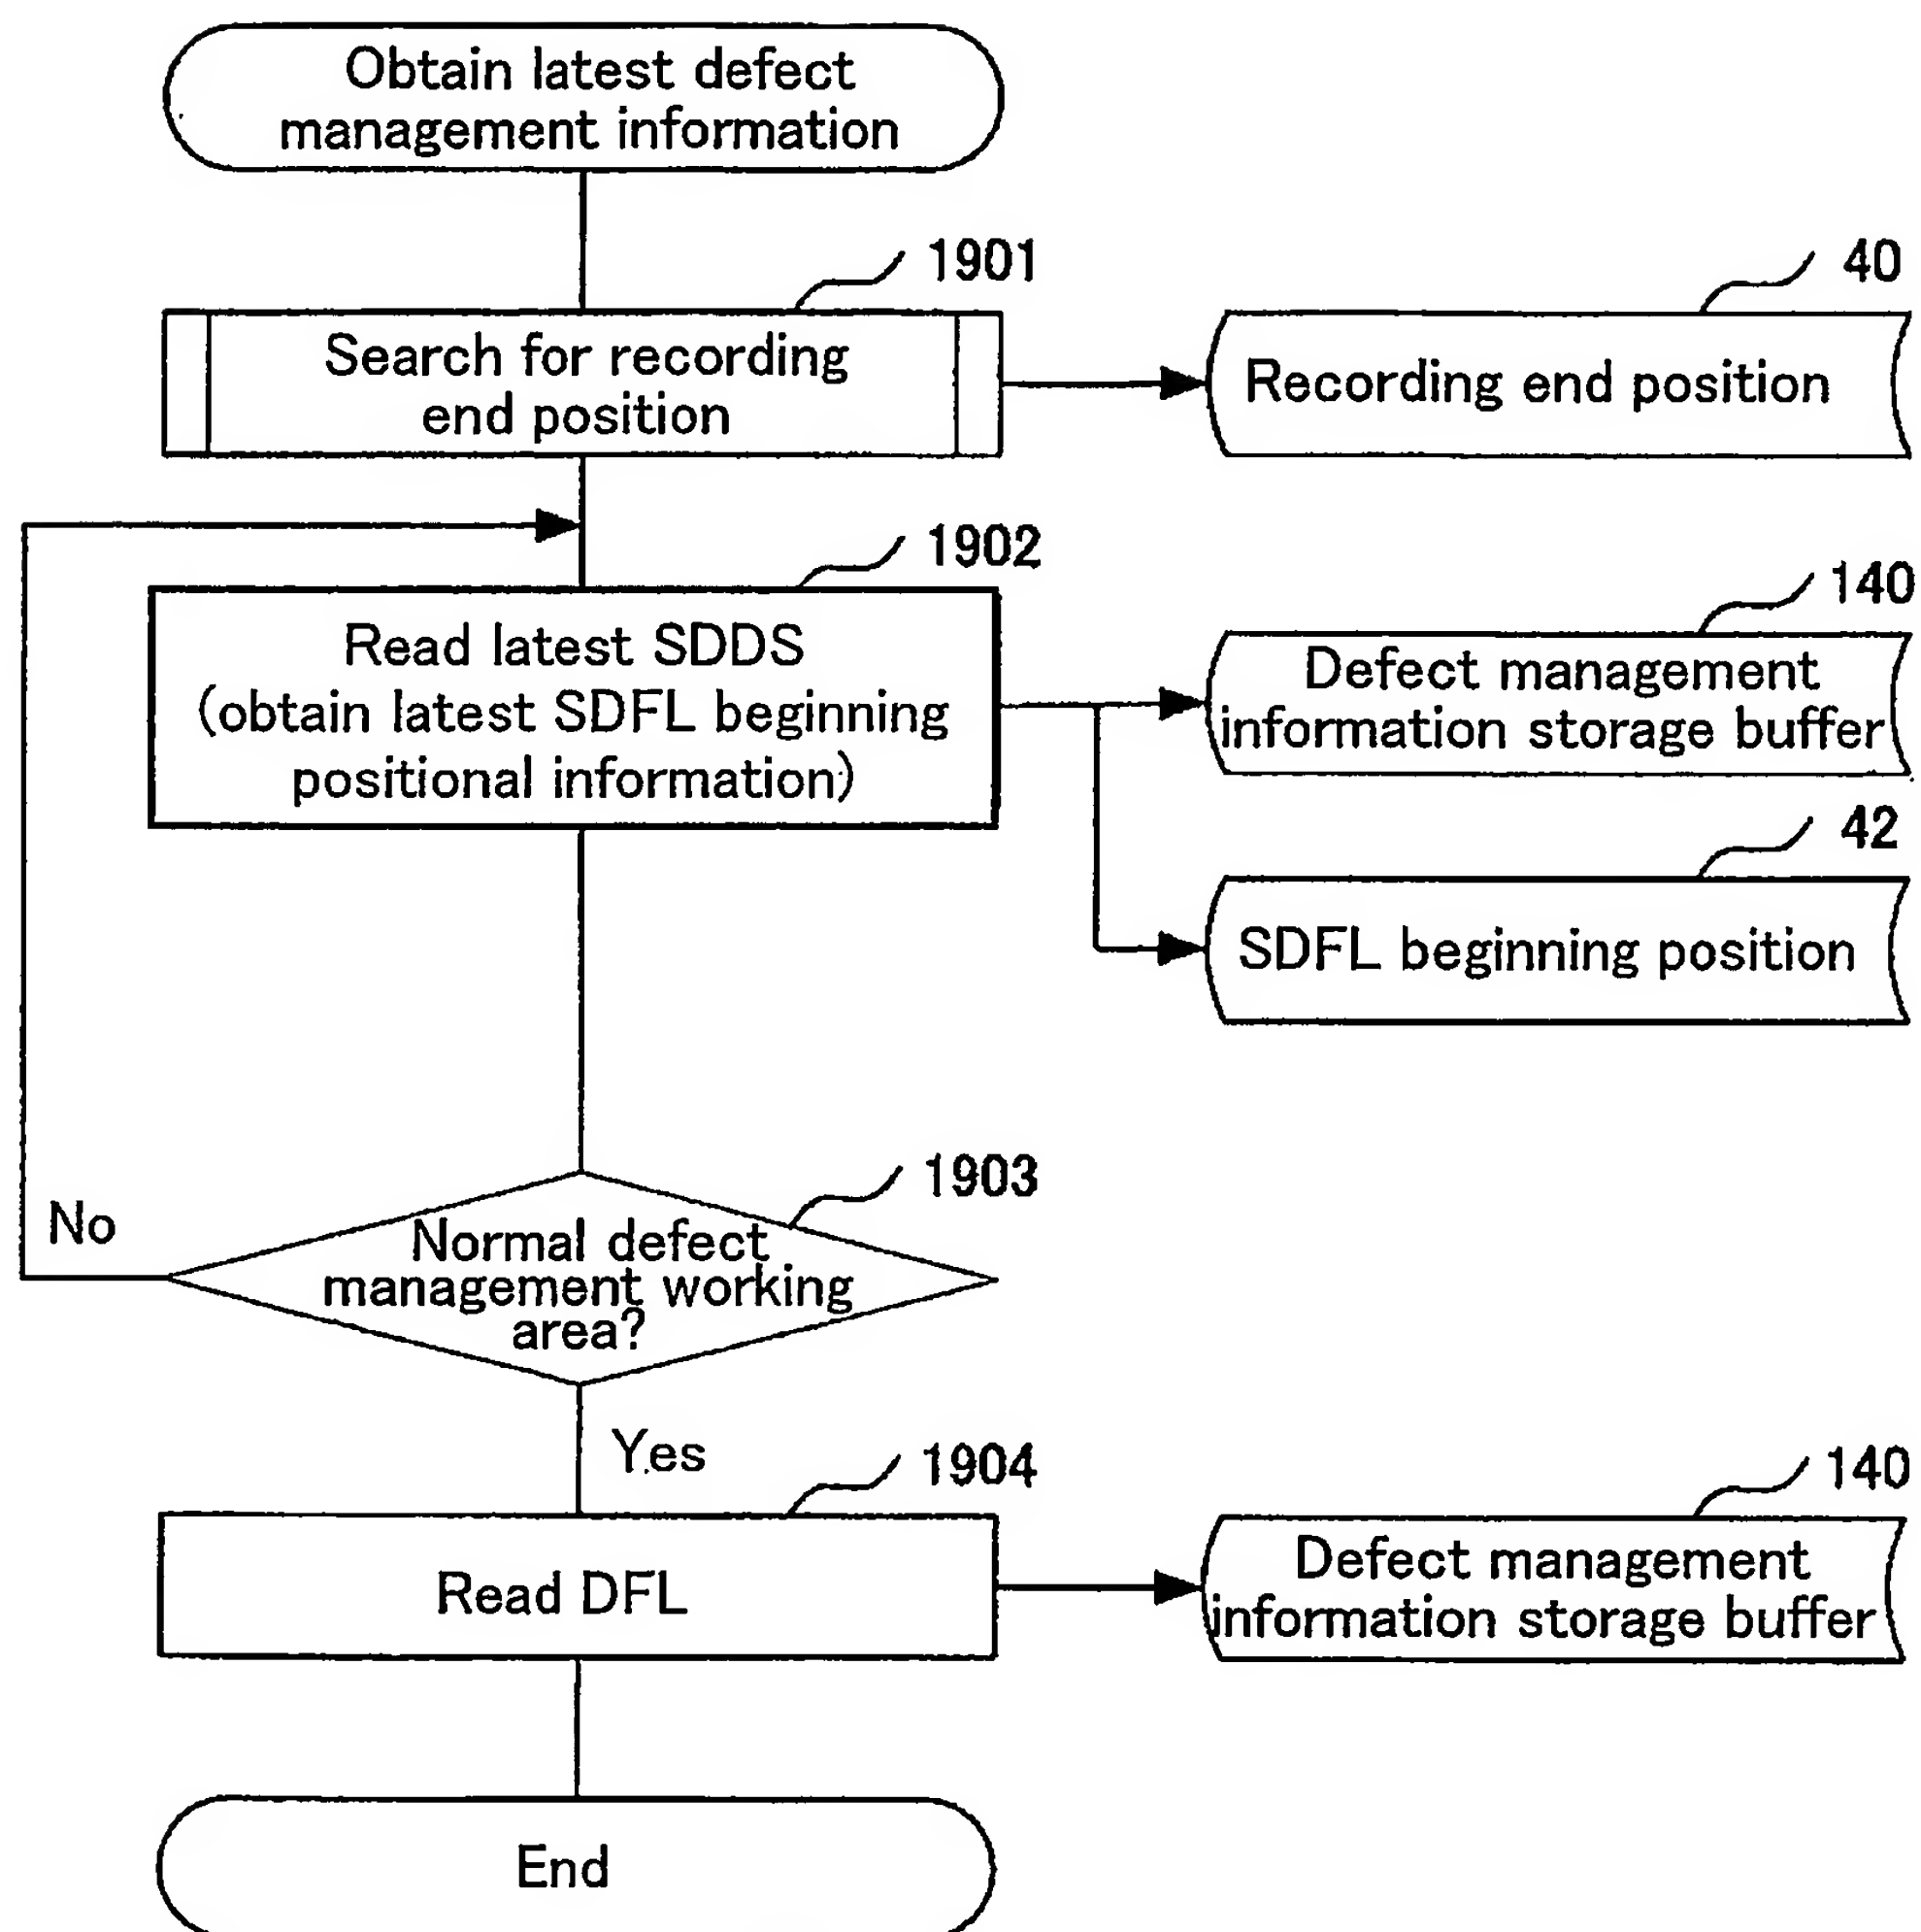 Obtain latest defect
management information
1901
Search for recording
end position
40
Recording end position
1902
Read latest SDDS
(obtain latest SDFL beginning
positional information)
140
Defect management
information storage buffer
42
SDFL beginning position
1903
Normal defect
management working
area?
No
Yes
1904
Read DFL
140
Defect management
information storage buffer
End